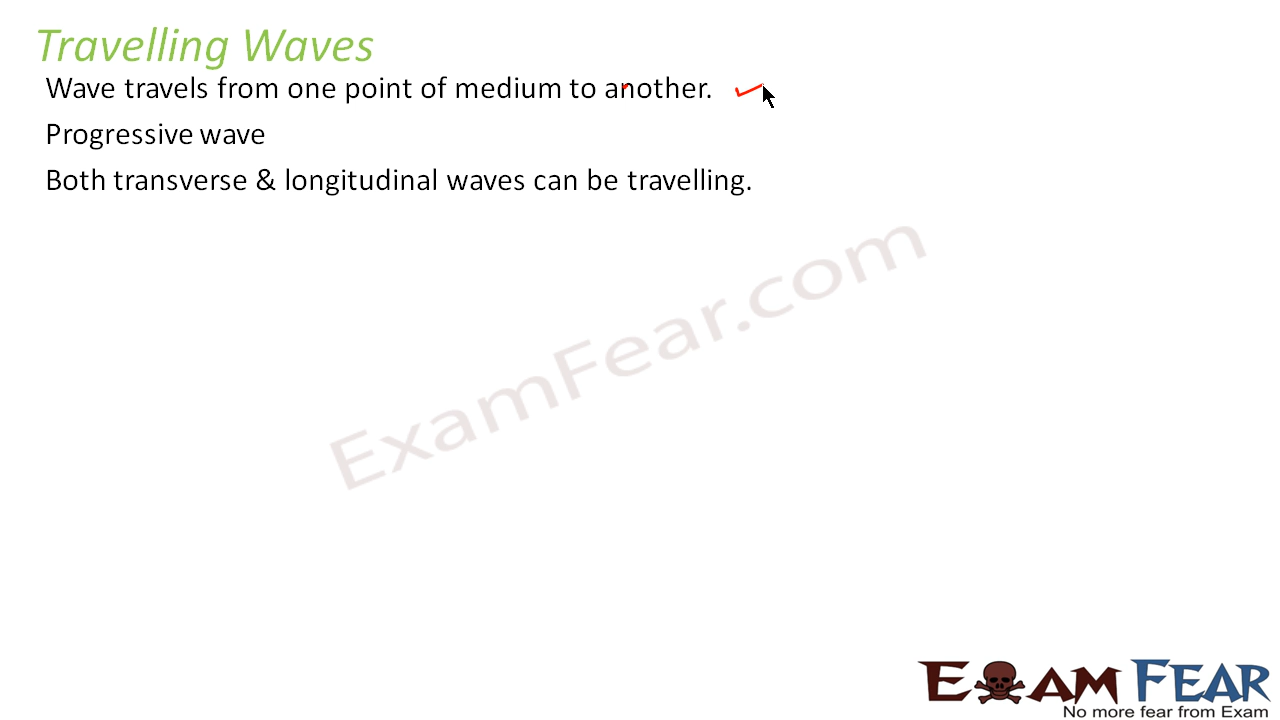 Travelling Waves
Wave travels from one point of medium to another.
Progressive wave
Both transverse & longitudinal waves can be travelling.
ExamFear.com
EXAM FEAR
No more fear from Exam